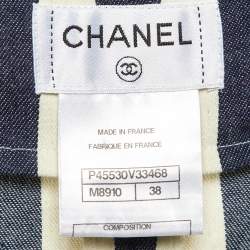 CHANEL
MADE IN FRANCE
FABRIQUE EN FRANCE
P45530V33468
M8910 38
COMPOSITION